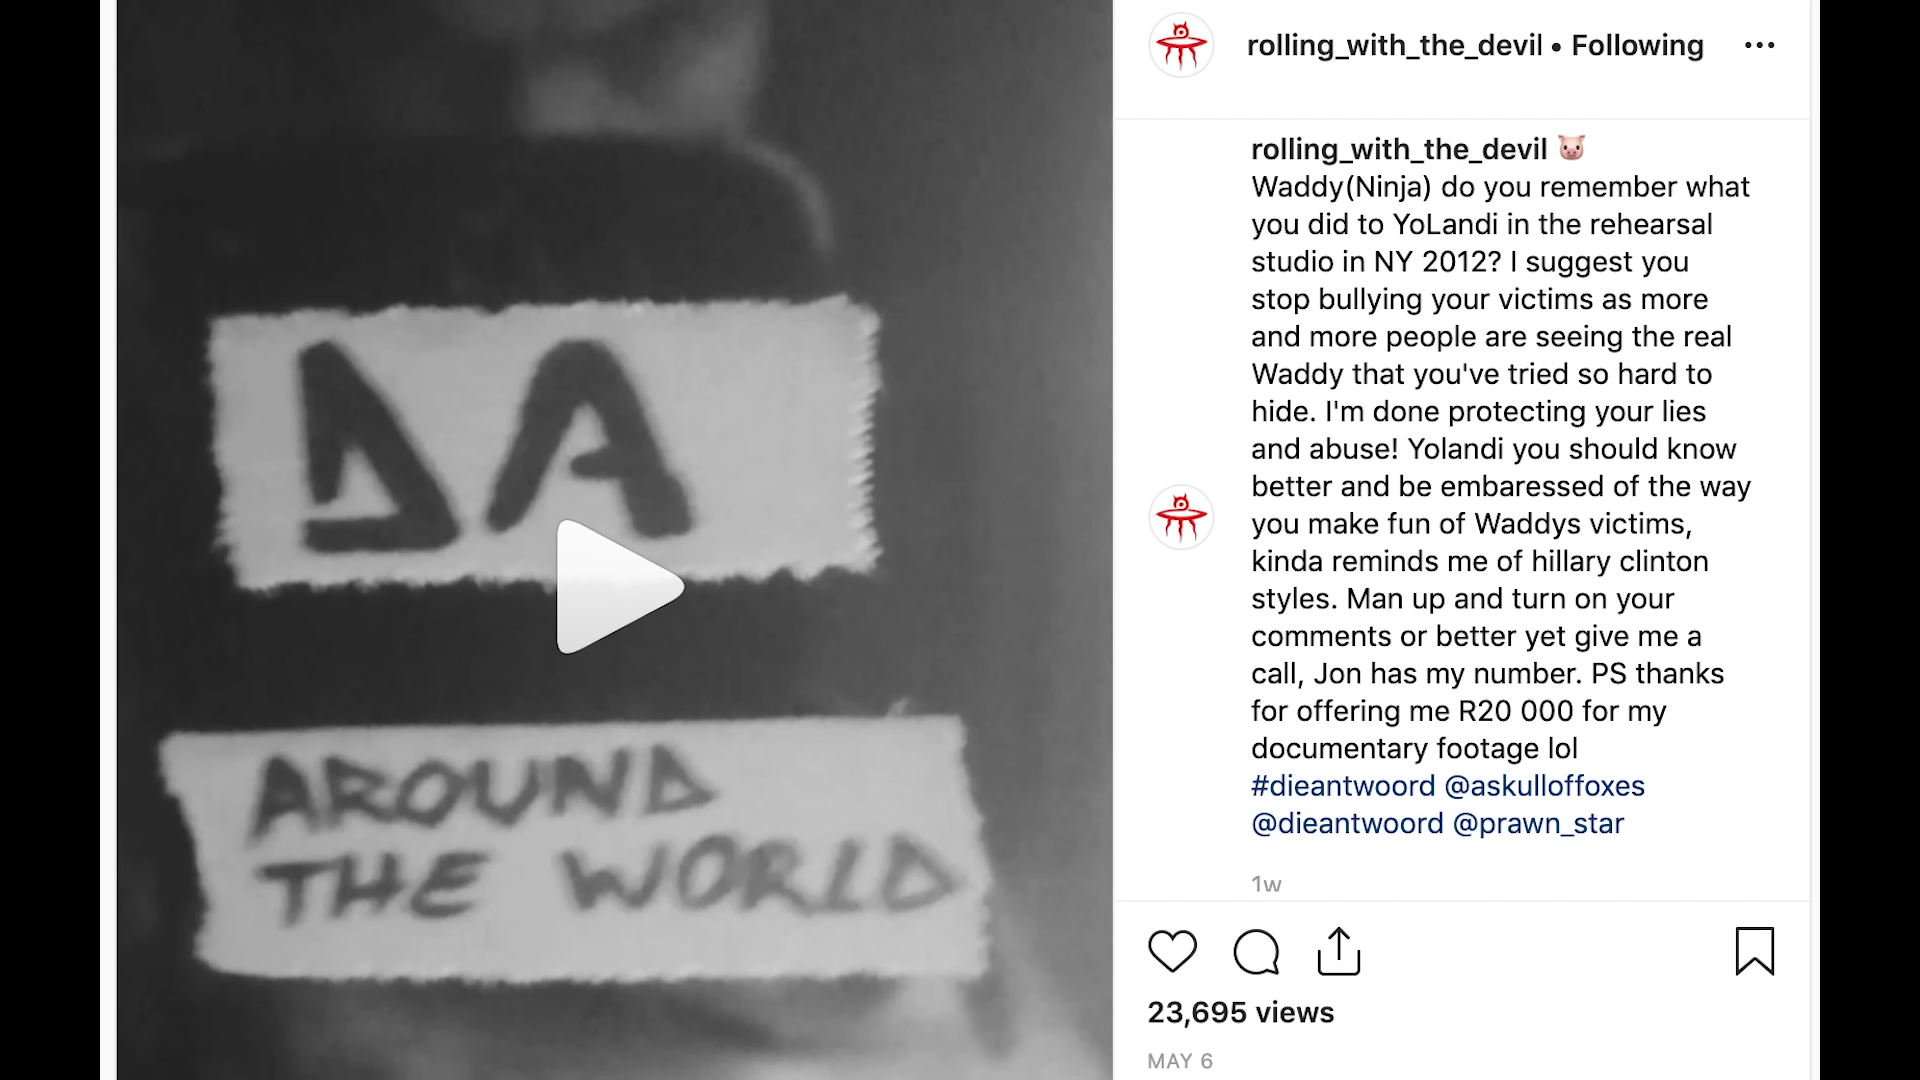 DA
AROUND
THE WORLD
rolling_with_the_devil • Following
rolling_with_the_devil 🐷
Waddy(Ninja) do you remember what
you did to YoLandi in the rehearsal
studio in NY 2012? I suggest you
stop bullying your victims as more
and more people are seeing the real
Waddy that you've tried so hard to
hide. I'm done protecting your lies
and abuse! Yolandi you should know
better and be embaressed of the way
you make fun of Waddys victims,
kinda reminds me of hillary clinton
styles. Man up and turn on your
comments or better yet give me a
call, Jon has my number. PS thanks
for offering me R20 000 for my
documentary footage lol
#dieantwoord @askulloffoxes
@dieantwoord @prawn_star
1w
23,695 views
MAY 6